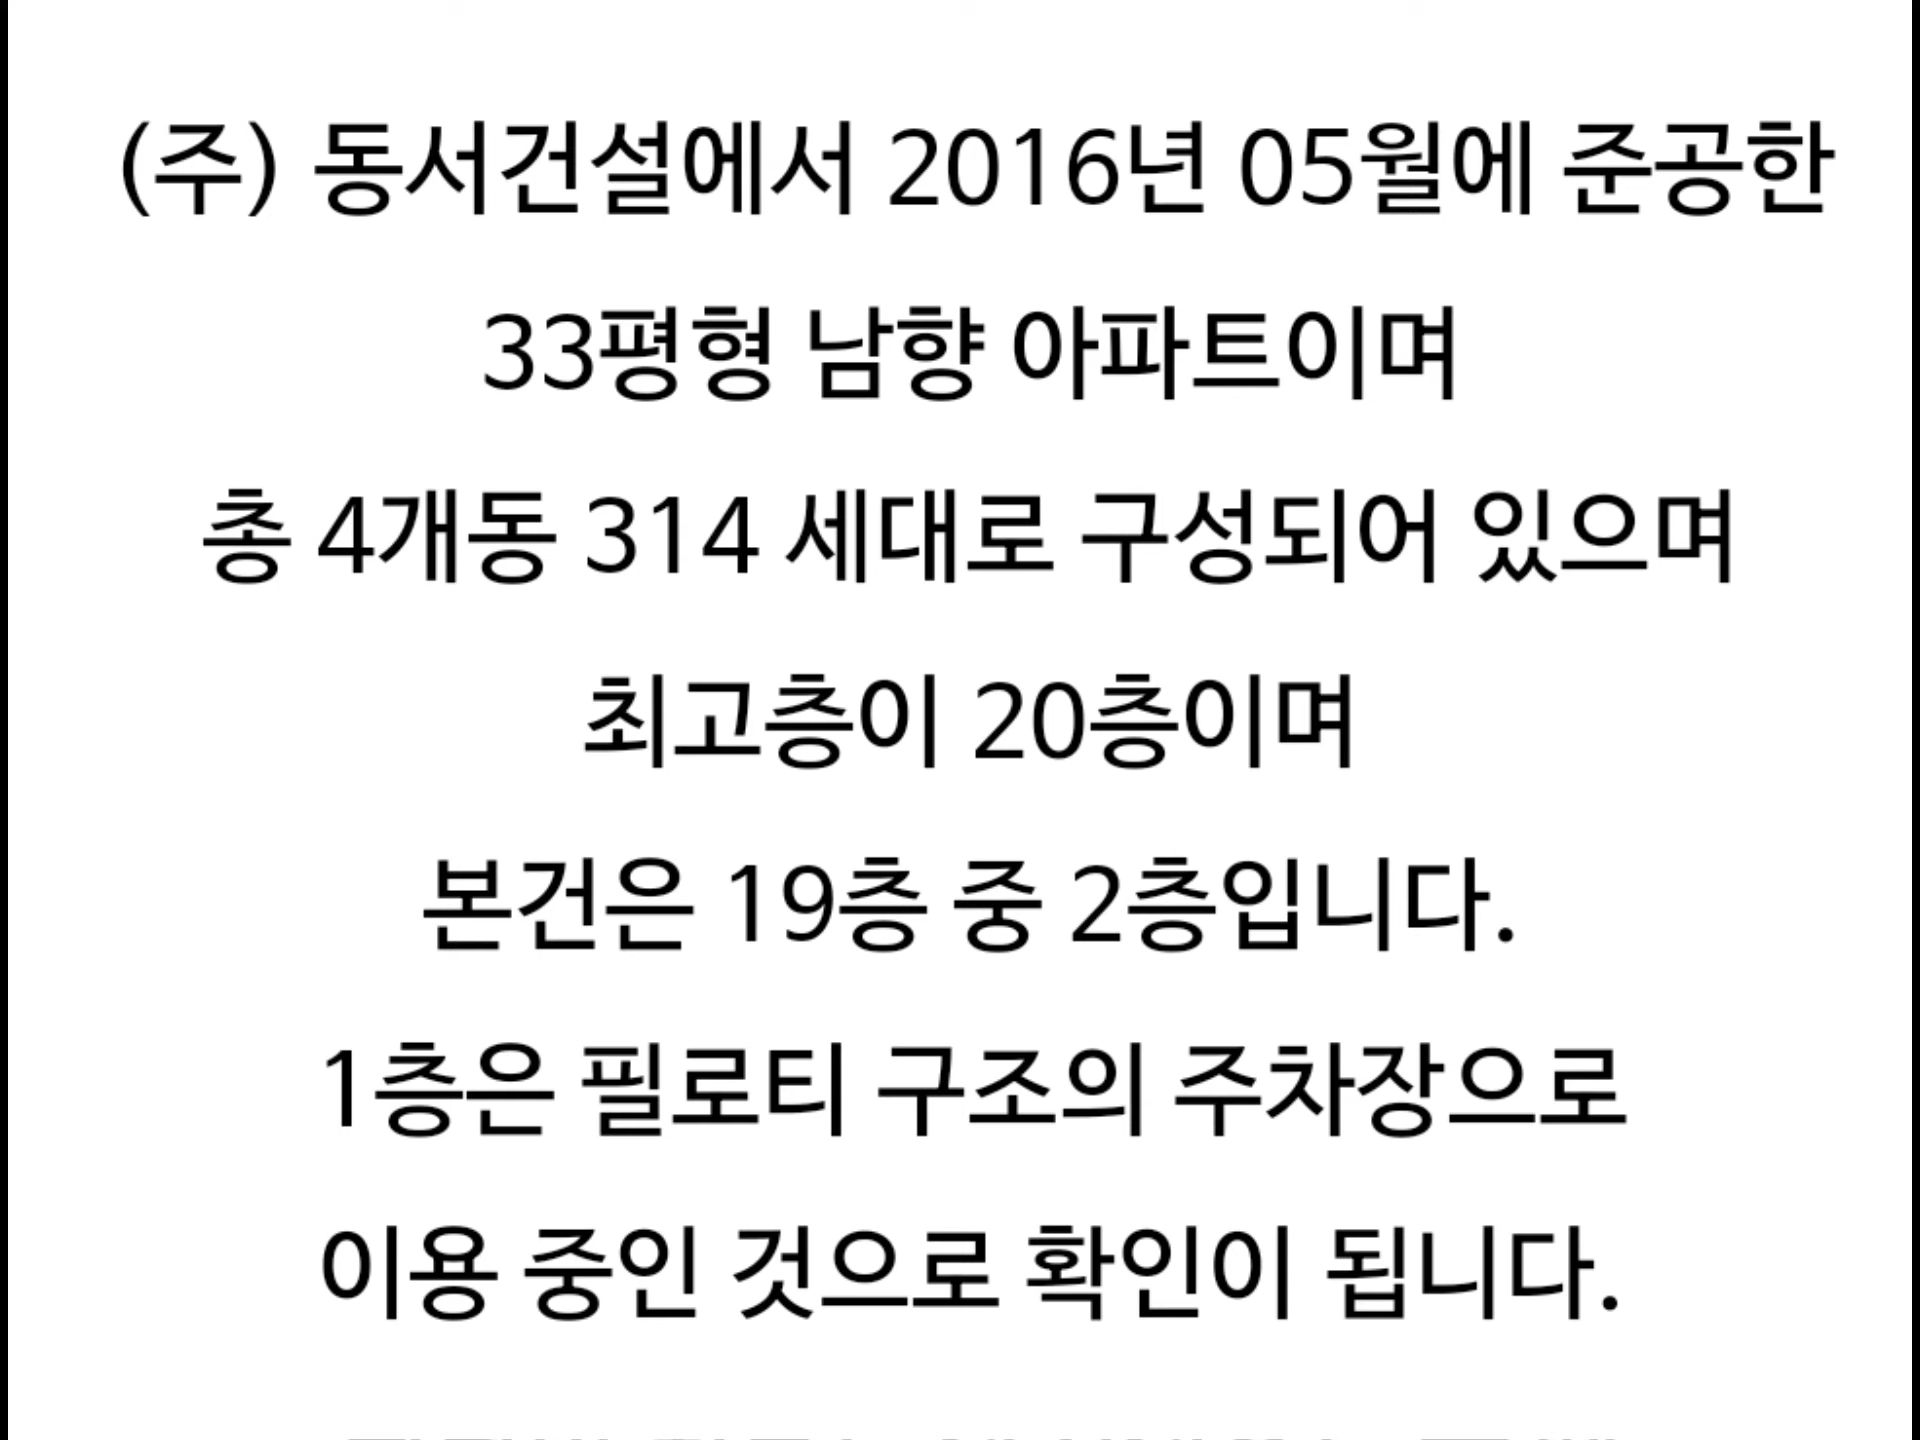 (주) 동서건설에서 2016년 05월에 준공한
33평형 남향 아파트이며
총 4개동 314 세대로 구성되어 있으며
최고층이 20층이며
본건은 19층 중 2층입니다.
1층은 필로티 구조의 주차장으로
이용 중인 것으로 확인이 됩니다.